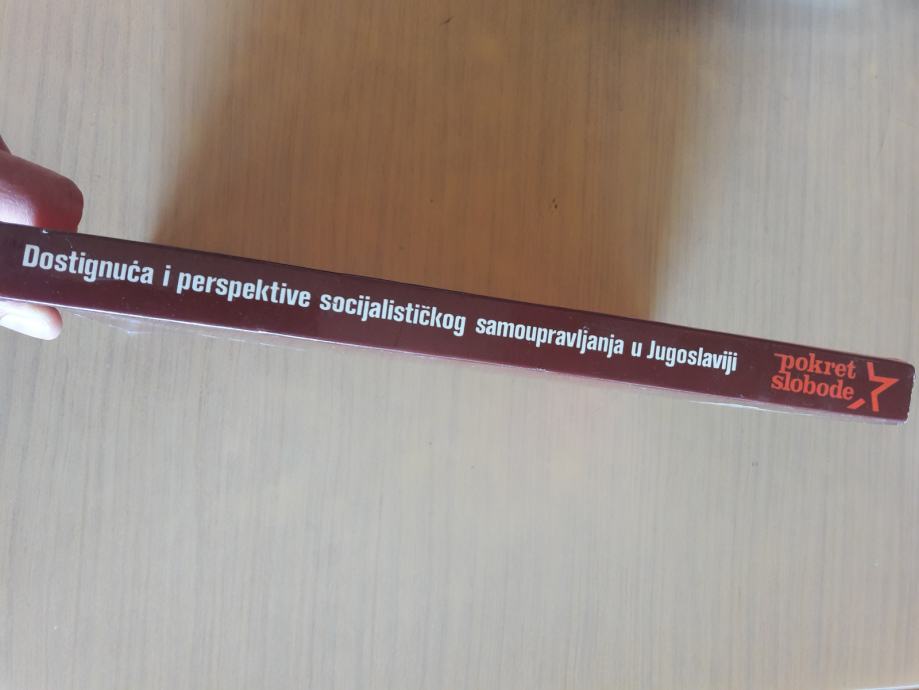 Dostignuća i perspektive socijalističkog samoupravljanja u Jugoslaviji
pokret
slobode